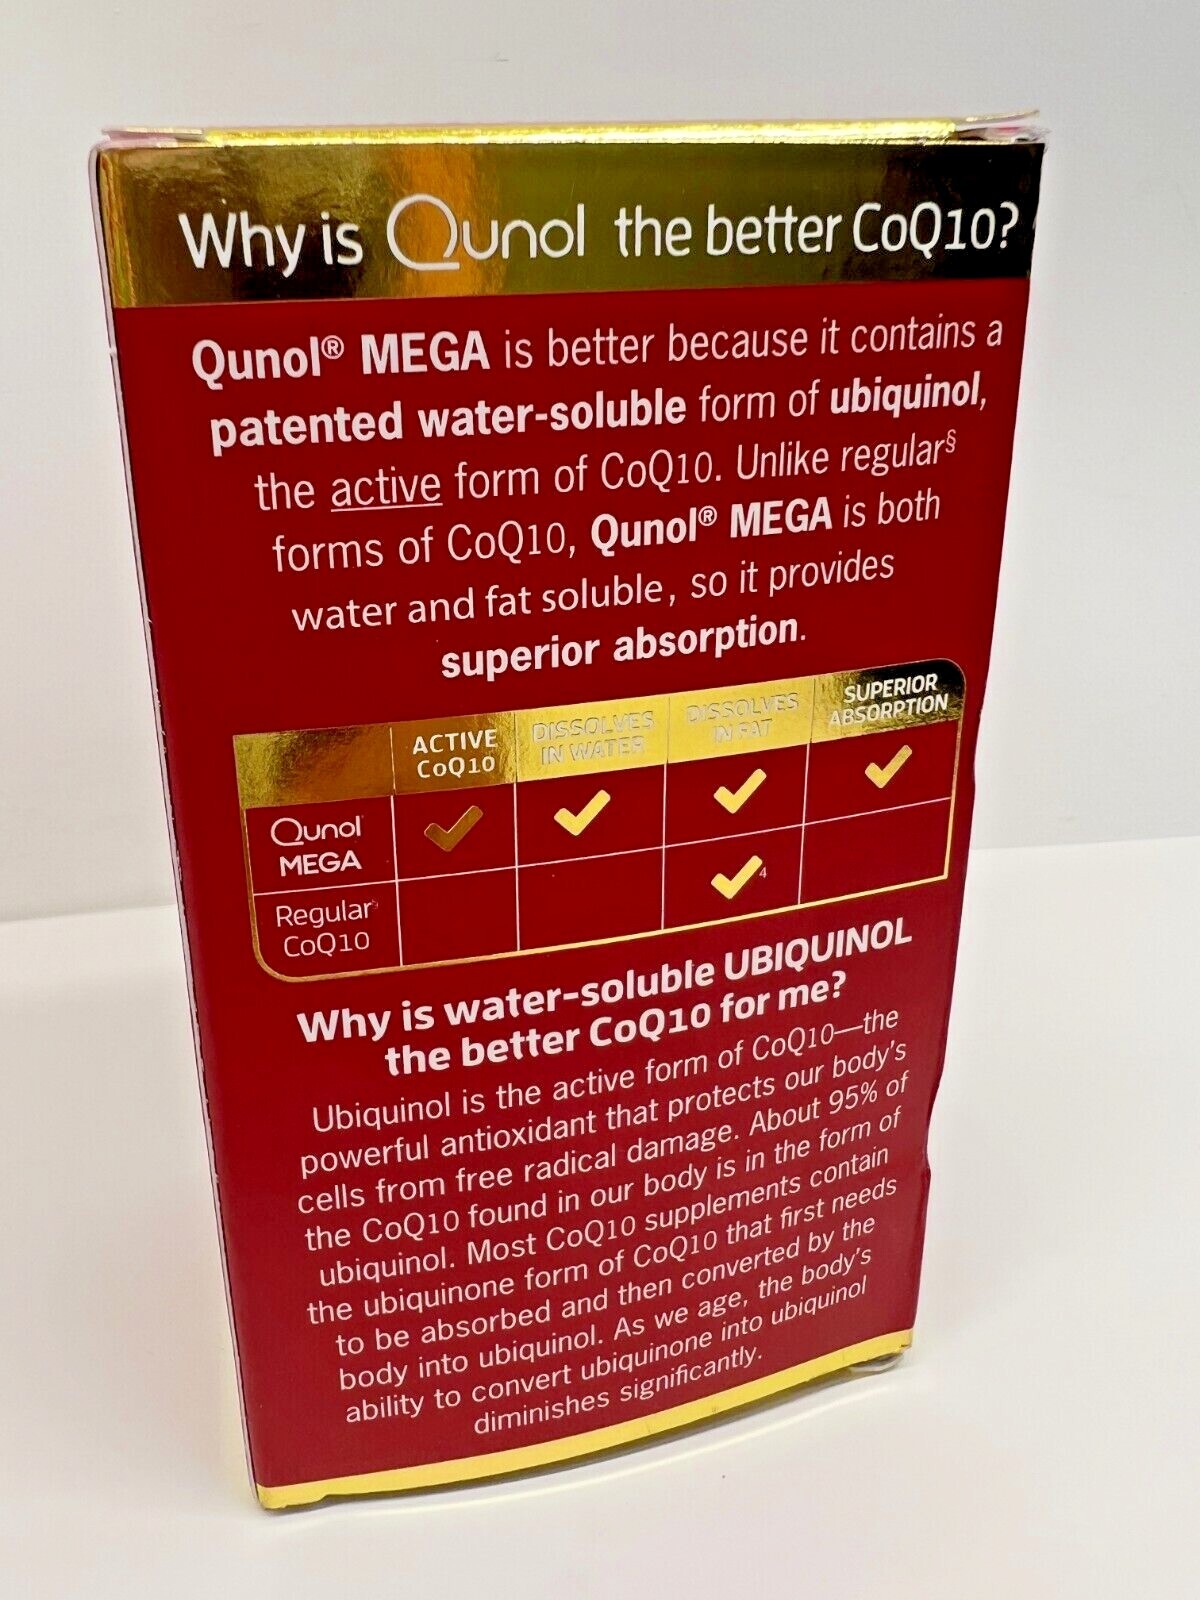 Why is Qunol the better CoQ10?
Qunol® MEGA is better because it contains a
patented water-soluble form of ubiquinol,
the active form of CoQ10. Unlike regular§
forms of CoQ10, Qunol® MEGA is both
water and fat soluble, so it provides
superior absorption.
ACTIVE
CoQ10
DISSOLVES
IN WATER
DISSOLVES
IN FAT
SUPERIOR
ABSORPTION
Qunol
MEGA
4
Regular§
CoQ10
Why is water-soluble UBIQUINOL
the better CoQ10 for me?
Ubiquinol is the active form of CoQ10—the
powerful antioxidant that protects our body's
cells from free radical damage. About 95% of
the CoQ10 found in our body is in the form of
ubiquinol. Most CoQ10 supplements contain
the ubiquinone form of CoQ10 that first needs
to be absorbed and then converted by the
body into ubiquinol. As we age, the body's
ability to convert ubiquinone into ubiquinol
diminishes significantly.